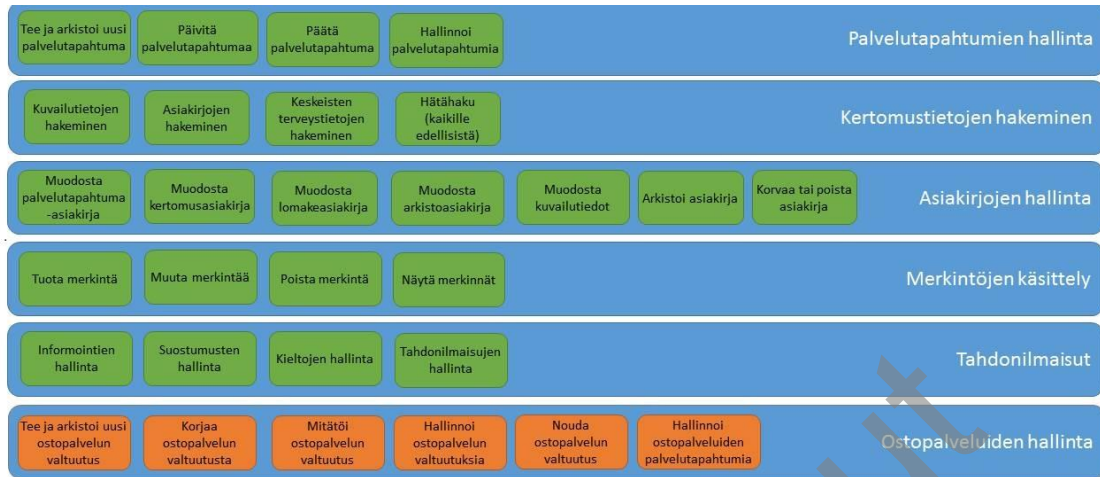 Tee ja arkistoi uusi
palvelutapahtuma
Päivitä
palvelutapahtumaa
Päätä
palvelutapahtuma
Hallinnoi
palvelutapahtumia
Palvelutapahtumien hallinta
Kuvailutietojen
hakeminen
Asiakirjojen
hakeminen
Keskeisten
terveystietojen
hakeminen
Hätähaku
(kaikille
edellisistä)
Kertomustietojen hakeminen
Muodosta
palvelutapahtuma
-asiakirja
Muodosta
kertomusasiakirja
Muodosta
lomakeasiakirja
Muodosta
arkistoasiakirja
Muodosta
kuvailutiedot
Arkistoi asiakirja
Korvaa tai poista
asiakirja
Asiakirjojen hallinta
Tuota merkintä
Muuta merkintää
Poista merkintä
Näytä merkinnät
Merkintöjen käsittely
Informointien
hallinta
Suostumusten
hallinta
Kieltojen hallinta
Tahdonilmaisujen
hallinta
Tahdonilmaisut
Tee ja arkistoi uusi
ostopalvelun
valtuutus
Korjaa
ostopalvelun
valtuutusta
Mitätöi
ostopalvelun
valtuutus
Hallinnoi
ostopalvelun
valtuutuksia
Nouda
ostopalvelun
valtuutus
Hallinnoi
ostopalveluiden
palvelutapahtumia
Ostopalveluiden hallinta